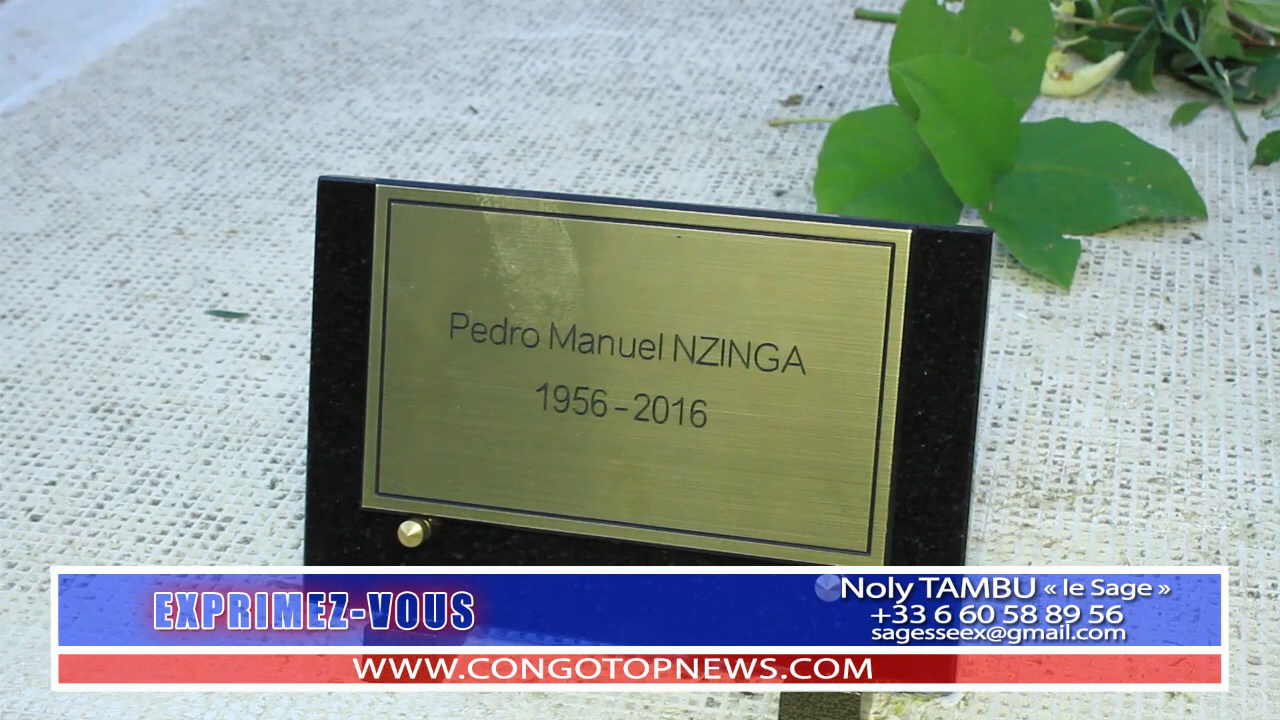 Pedro Manuel NZINGA
1956 - 2016
EXPRIMEZ-VOUS
Noly TAMBU « le Sage »
+33 6 60 58 89 56
sagesseex@gmail.com
WWW.CONGOTOPNEWS.COM